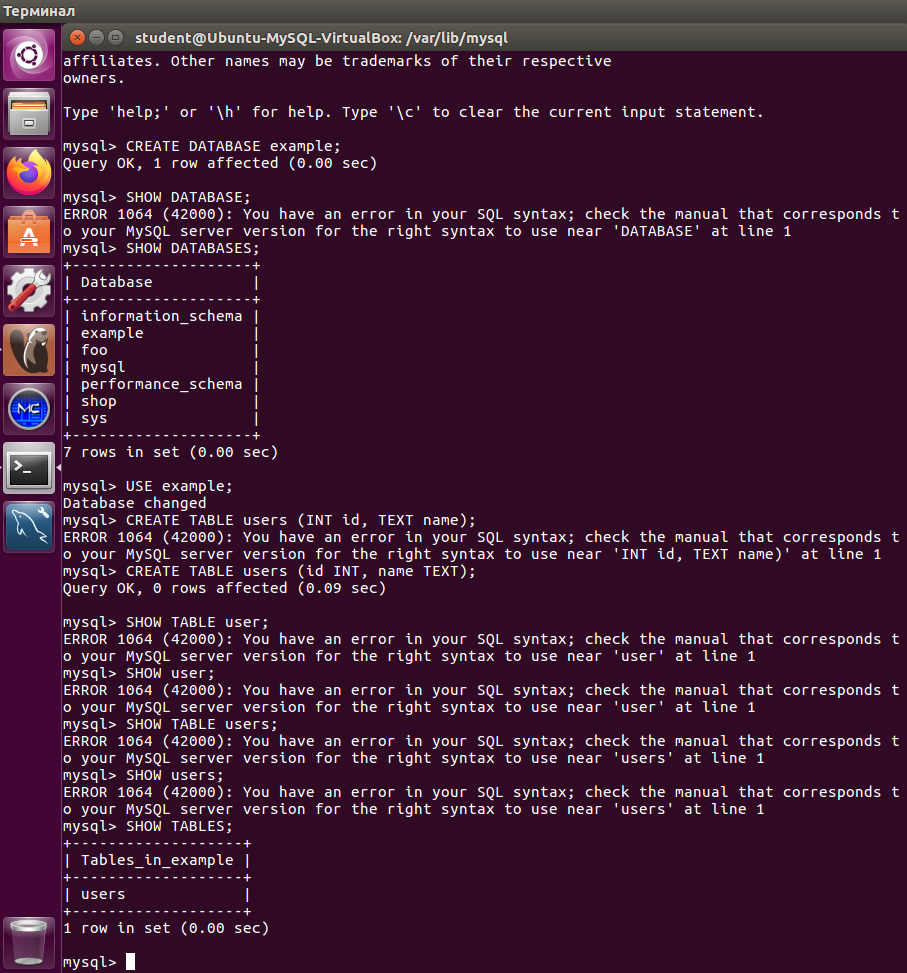 Терминал
student@Ubuntu-MySQL-VirtualBox: /var/lib/mysql
affiliates. Other names may be trademarks of their respective
owners.
Type 'help;' or '\h' for help. Type '\c' to clear the current input statement.
mysql> CREATE DATABASE example;
Query OK, 1 row affected (0.00 sec)
mysql> SHOW DATABASE;
ERROR 1064 (42000): You have an error in your SQL syntax; check the manual that corresponds t
o your MySQL server version for the right syntax to use near 'DATABASE' at line 1
mysql> SHOW DATABASES;
+--------------------+
| Database           |
+--------------------+
| information_schema |
| example            |
| foo                |
| mysql              |
| performance_schema |
| shop               |
| sys                |
+--------------------+
7 rows in set (0.00 sec)
mysql> USE example;
Database changed
mysql> CREATE TABLE users (INT id, TEXT name);
ERROR 1064 (42000): You have an error in your SQL syntax; check the manual that corresponds t
o your MySQL server version for the right syntax to use near 'INT id, TEXT name)' at line 1
mysql> CREATE TABLE users (id INT, name TEXT);
Query OK, 0 rows affected (0.09 sec)
mysql> SHOW TABLE user;
ERROR 1064 (42000): You have an error in your SQL syntax; check the manual that corresponds t
o your MySQL server version for the right syntax to use near 'user' at line 1
mysql> SHOW user;
ERROR 1064 (42000): You have an error in your SQL syntax; check the manual that corresponds t
o your MySQL server version for the right syntax to use near 'user' at line 1
mysql> SHOW TABLE users;
ERROR 1064 (42000): You have an error in your SQL syntax; check the manual that corresponds t
o your MySQL server version for the right syntax to use near 'users' at line 1
mysql> SHOW users;
ERROR 1064 (42000): You have an error in your SQL syntax; check the manual that corresponds t
o your MySQL server version for the right syntax to use near 'users' at line 1
mysql> SHOW TABLES;
+-------------------+
| Tables_in_example |
+-------------------+
| users             |
+-------------------+
1 row in set (0.00 sec)
mysql>
MC